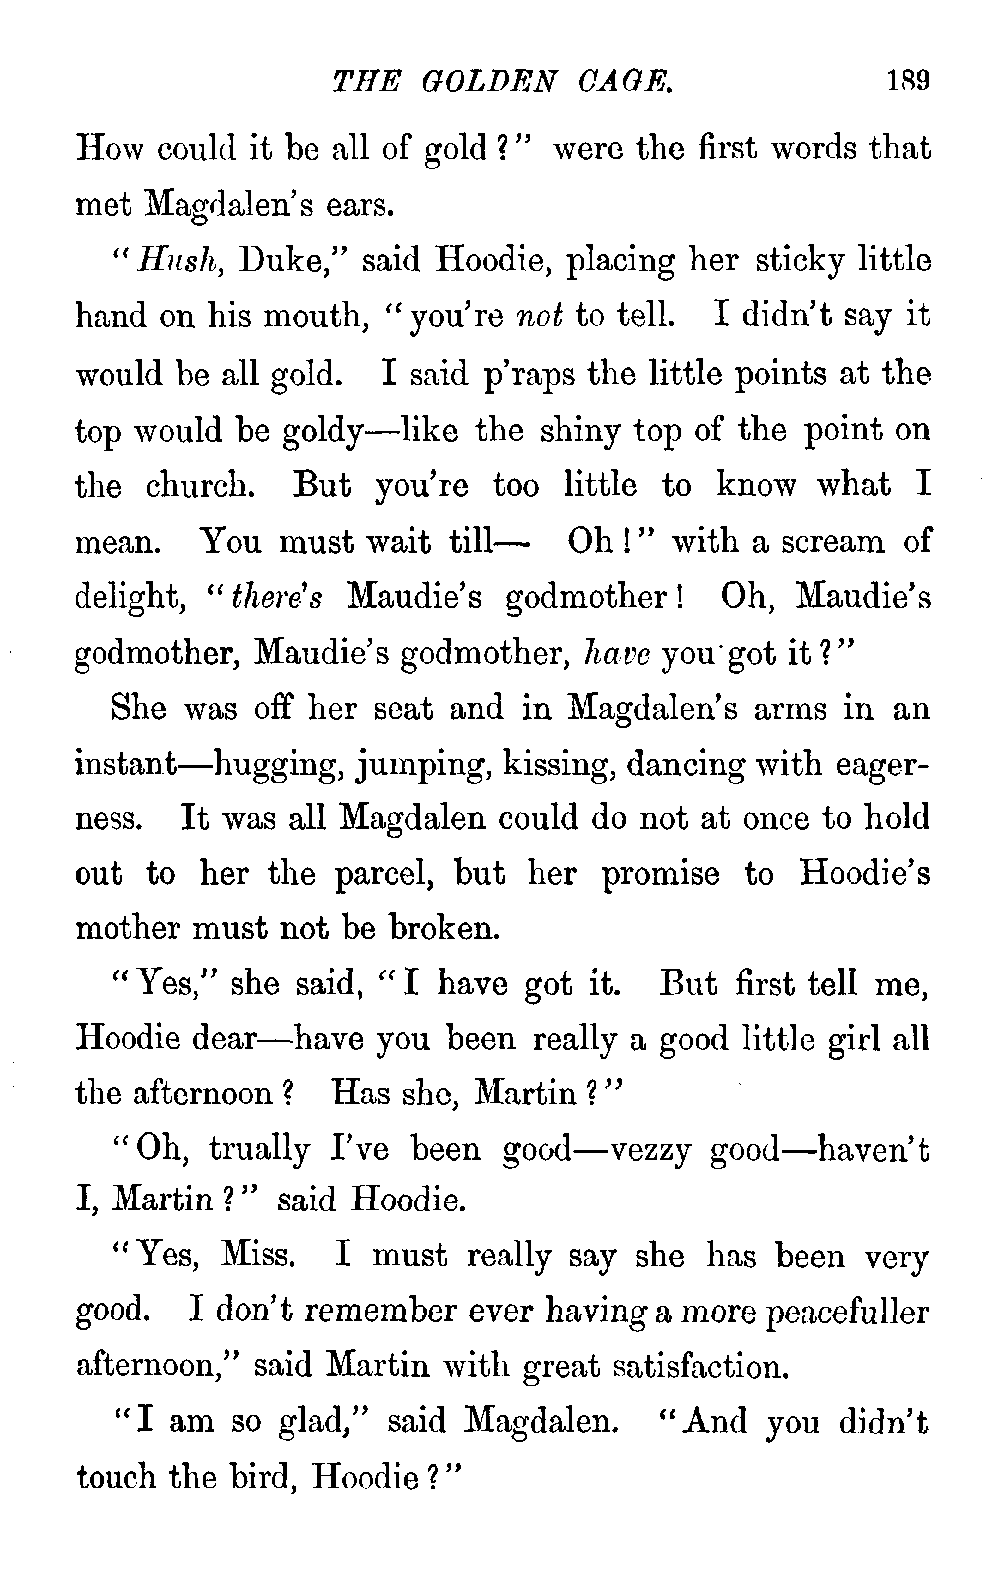 THE GOLDEN CAGE. 189
How could it be all of gold?" were the first words that
met Magdalen's ears.
"Hush, Duke," said Hoodie, placing her sticky little
hand on his mouth, "you're not to tell. I didn't say it
would be all gold. I said p'raps the little points at the
top would be goldy—like the shiny top of the point on
the church. But you're too little to know what I
mean. You must wait till— Oh!" with a scream of
delight, "there's Maudie's godmother! Oh, Maudie's
godmother, Maudie's godmother, have you got it?"
She was off her seat and in Magdalen's arms in an
instant—hugging, jumping, kissing, dancing with eager-
ness. It was all Magdalen could do not at once to hold
out to her the parcel, but her promise to Hoodie's
mother must not be broken.
"Yes," she said, "I have got it. But first tell me,
Hoodie dear—have you been really a good little girl all
the afternoon? Has she, Martin?"
"Oh, trually I've been good—vezzy good—haven't
I, Martin?" said Hoodie.
"Yes, Miss. I must really say she has been very
good. I don't remember ever having a more peacefuller
afternoon," said Martin with great satisfaction.
"I am so glad," said Magdalen. "And you didn't
touch the bird, Hoodie?"